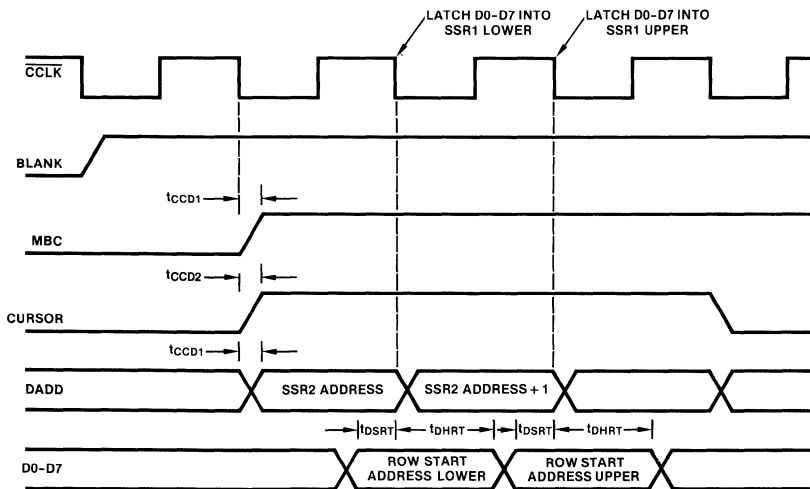 LATCH D0-D7 INTO
SSR1 LOWER
LATCH D0-D7 INTO
SSR1 UPPER
CCLK
BLANK
tCCD1
MBC
tCCD2
CURSOR
tCCD1
DADD
SSR2 ADDRESS
SSR2 ADDRESS + 1
tDSRT
tDHRT
tDSRT
tDHRT
D0-D7
ROW START
ADDRESS LOWER
ROW START
ADDRESS UPPER